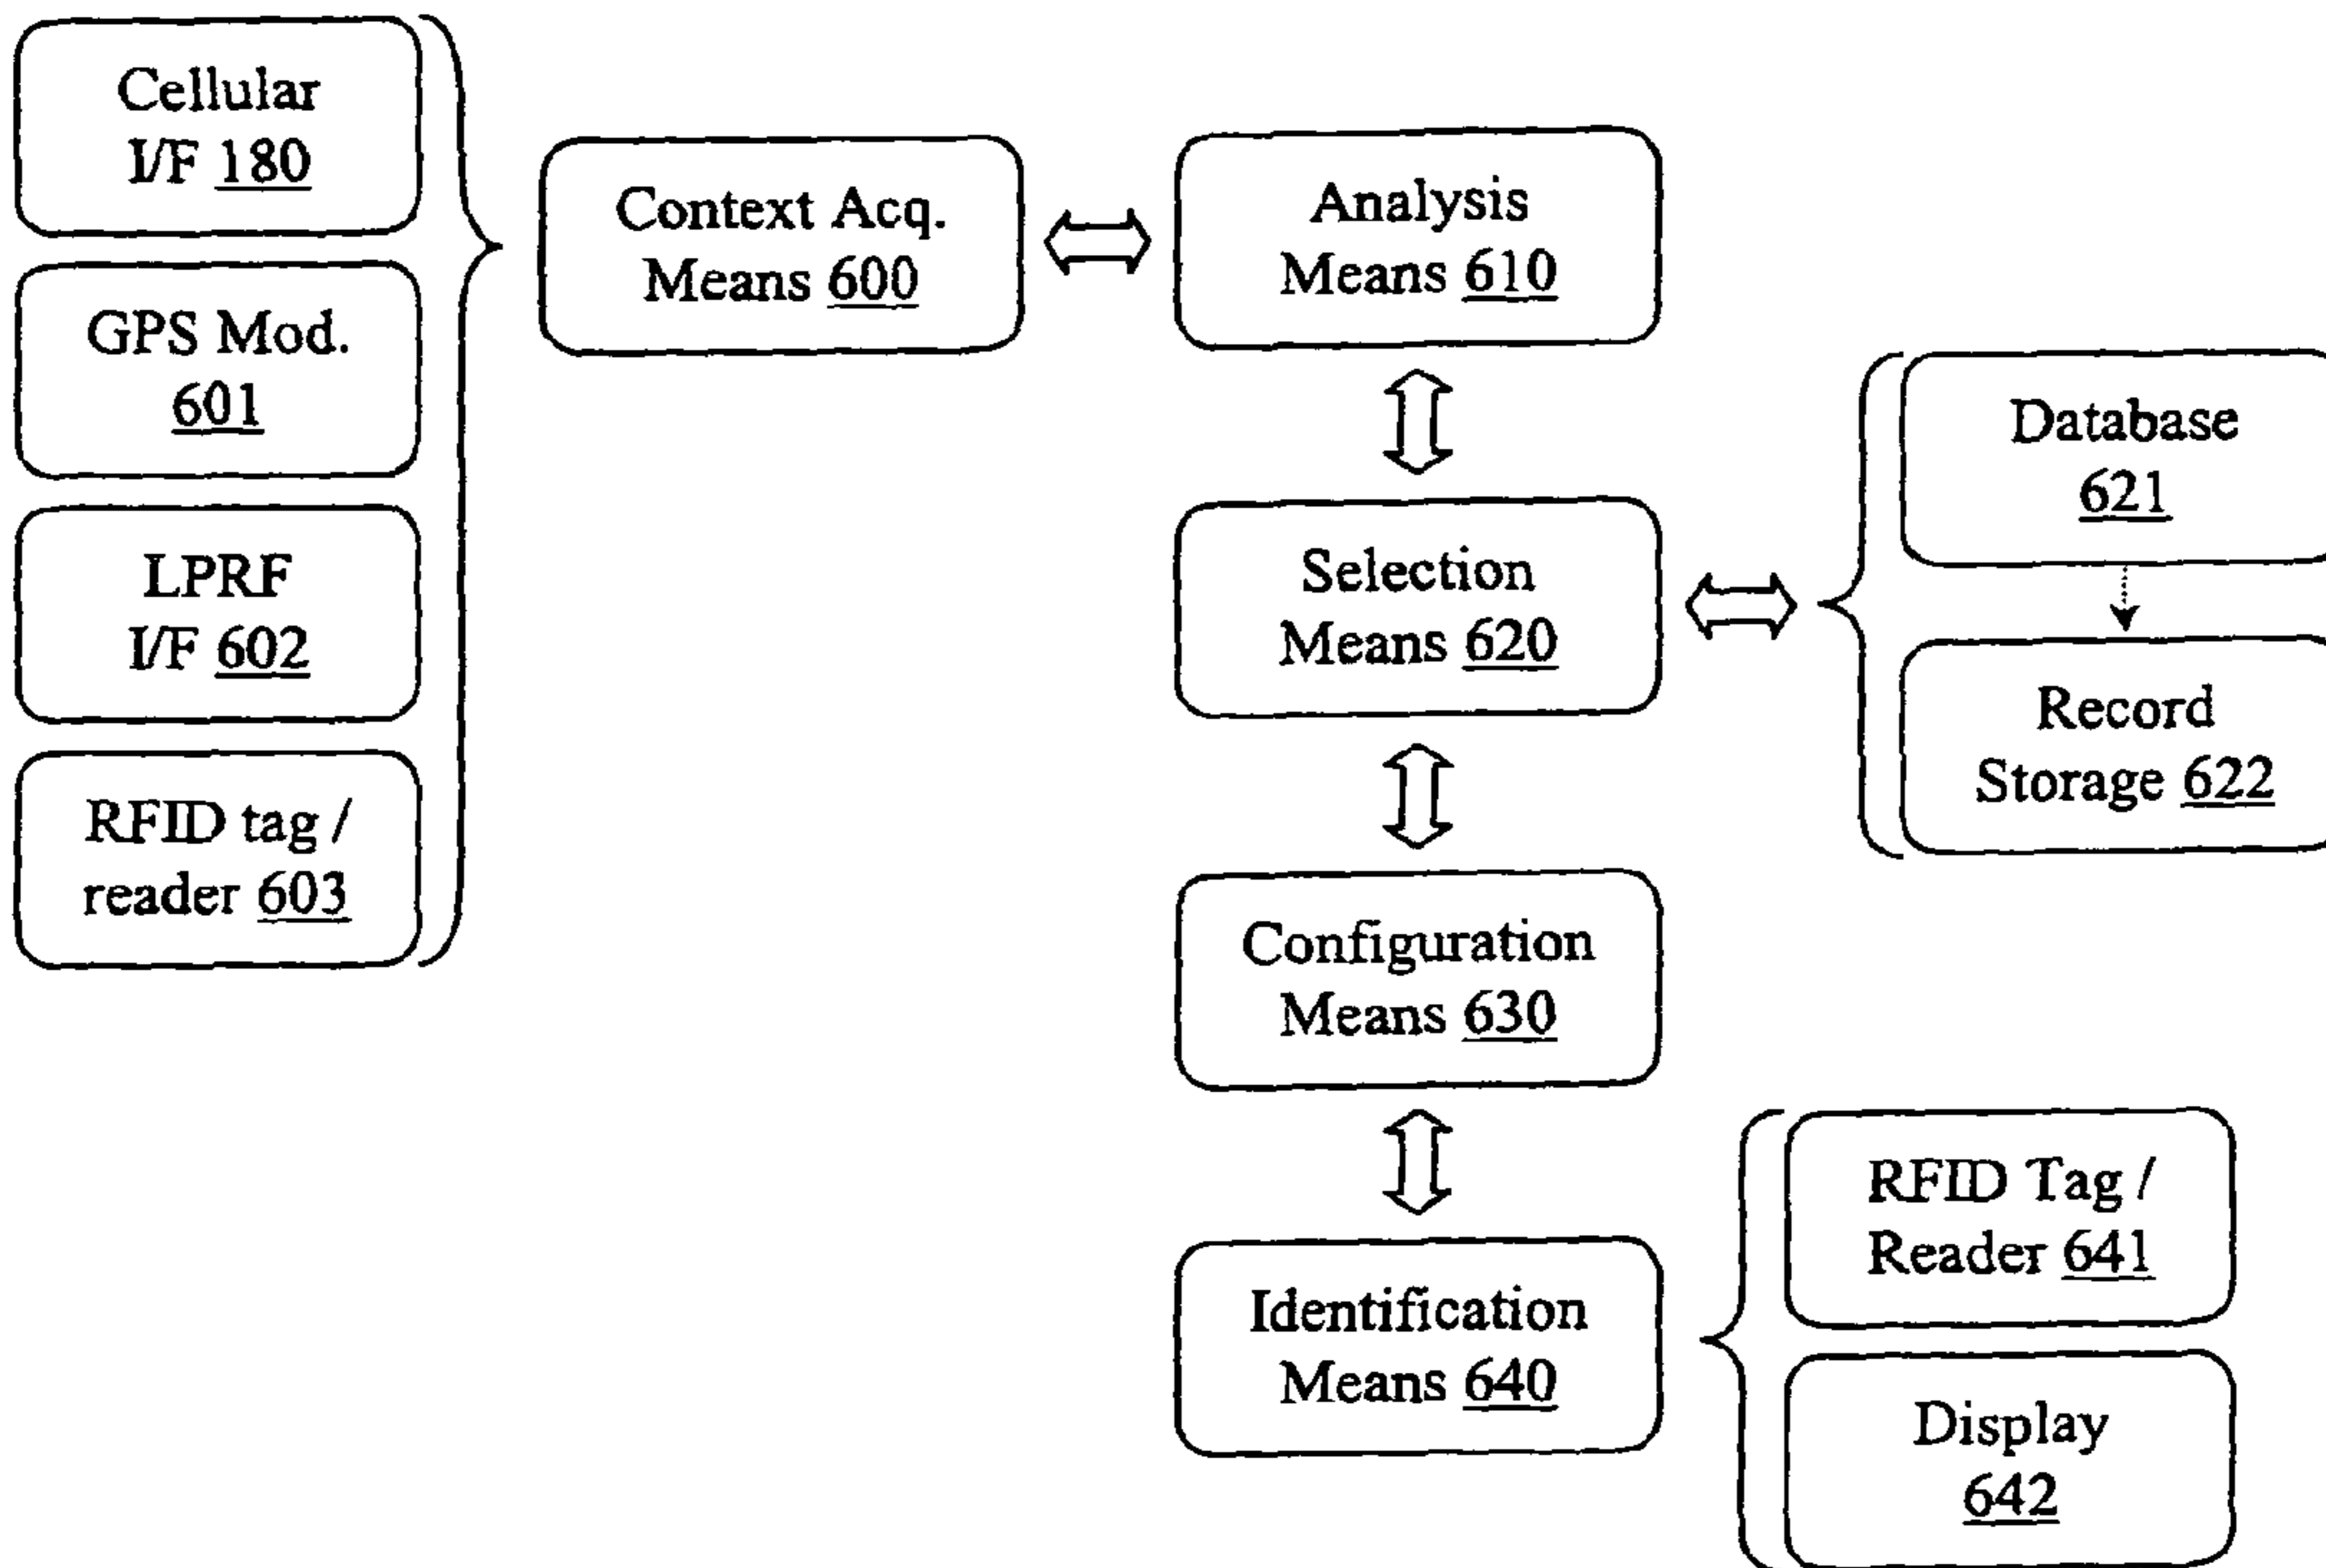 Cellular
I/F 180
GPS Mod.
601
LPRF
I/F 602
RFID tag /
reader 603
Context Acq.
Means 600
Analysis
Means 610
Selection
Means 620
Database
621
Record
Storage 622
Configuration
Means 630
Identification
Means 640
RFID Tag /
Reader 641
Display
642